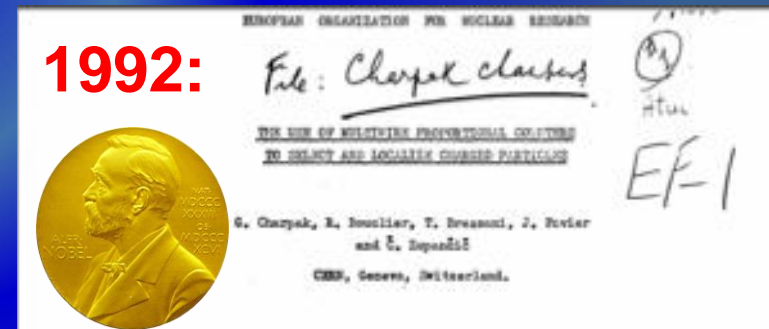 EUROPEAN ORGANIZATION FOR NUCLEAR RESEARCH
1992:
File: Charpak chambers
Atul
THE USE OF MULTIWIRE PROPORTIONAL COUNTERS
TO SELECT AND LOCALIZE CHARGED PARTICLES
EF-1
G. Charpak, R. Bouclier, T. Bressani, J. Favier
and Č. Zupančič
CERN, Geneva, Switzerland.
ALFR.
NOBEL
NAT.
MDCCC
XXXIII
OB.
MDCCC
XCVI